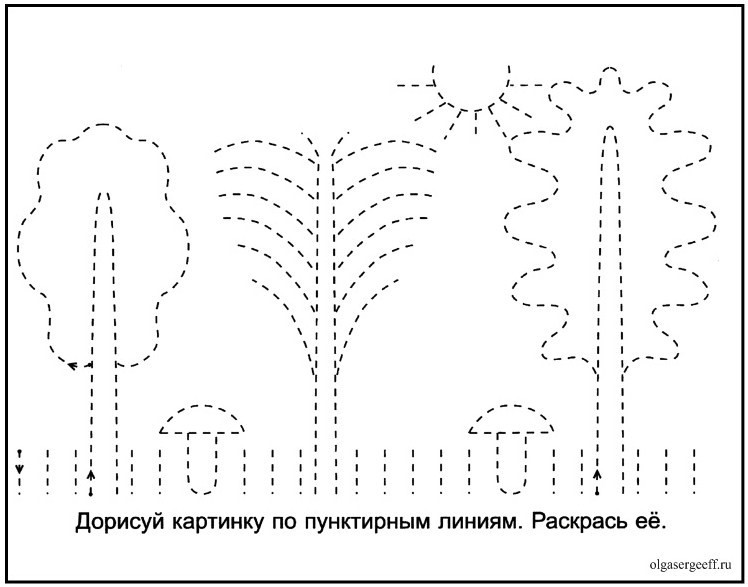 Дорисуй картинку по пунктирным линиям. Раскрась её.
olgasergeeff.ru